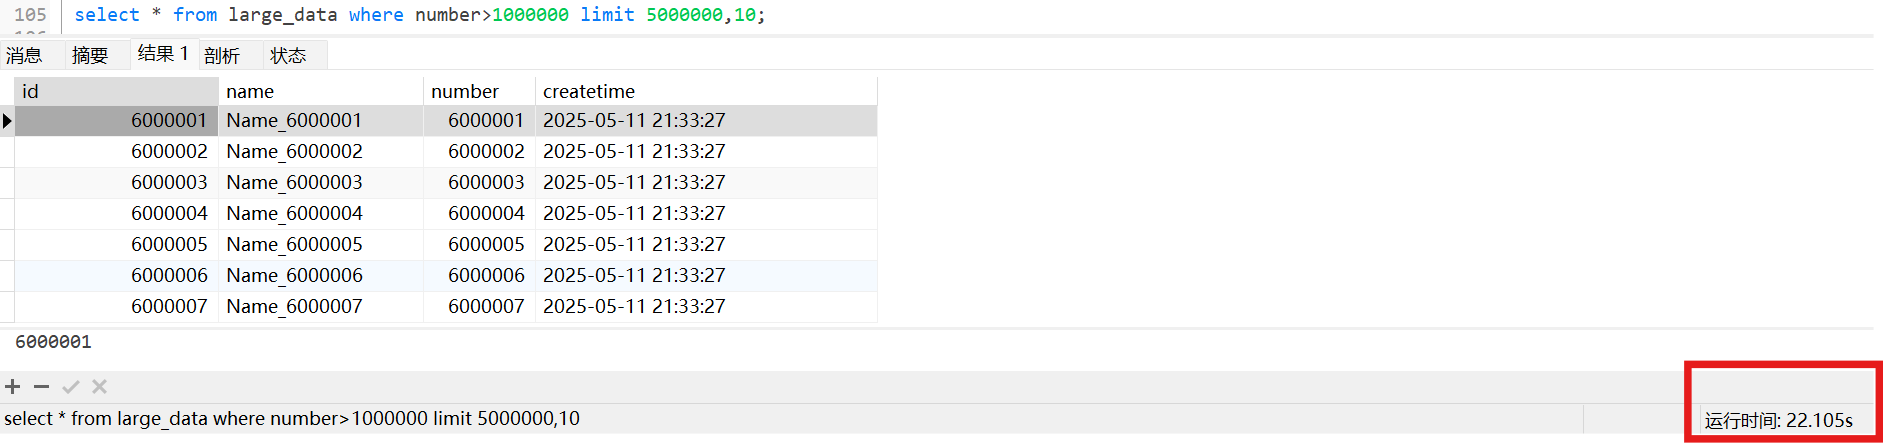 105 select * from large_data where number>1000000 limit 5000000,10;
消息 摘要 结果 1 剖析 状态
id name number createtime
6000001 Name_6000001 6000001 2025-05-11 21:33:27
6000002 Name_6000002 6000002 2025-05-11 21:33:27
6000003 Name_6000003 6000003 2025-05-11 21:33:27
6000004 Name_6000004 6000004 2025-05-11 21:33:27
6000005 Name_6000005 6000005 2025-05-11 21:33:27
6000006 Name_6000006 6000006 2025-05-11 21:33:27
6000007 Name_6000007 6000007 2025-05-11 21:33:27
6000001
select * from large_data where number>1000000 limit 5000000,10 运行时间: 22.105s